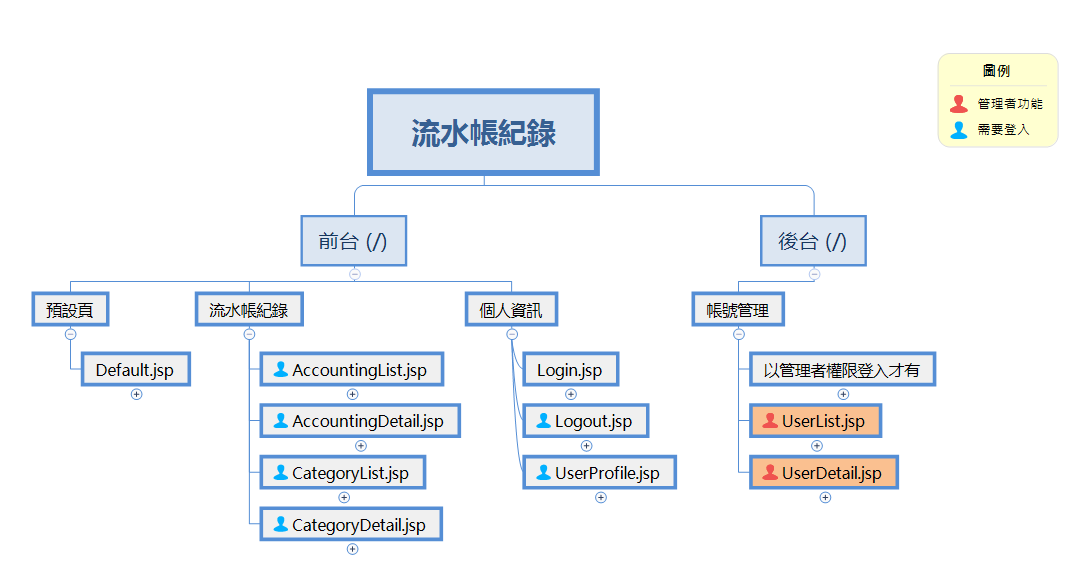 圖例
管理者功能
需要登入
流水帳紀錄
前台 (/)
後台 (/)
預設頁
流水帳紀錄
個人資訊
帳號管理
Default.jsp
AccountingList.jsp
AccountingDetail.jsp
CategoryList.jsp
CategoryDetail.jsp
Login.jsp
Logout.jsp
UserProfile.jsp
以管理者權限登入才有
UserList.jsp
UserDetail.jsp